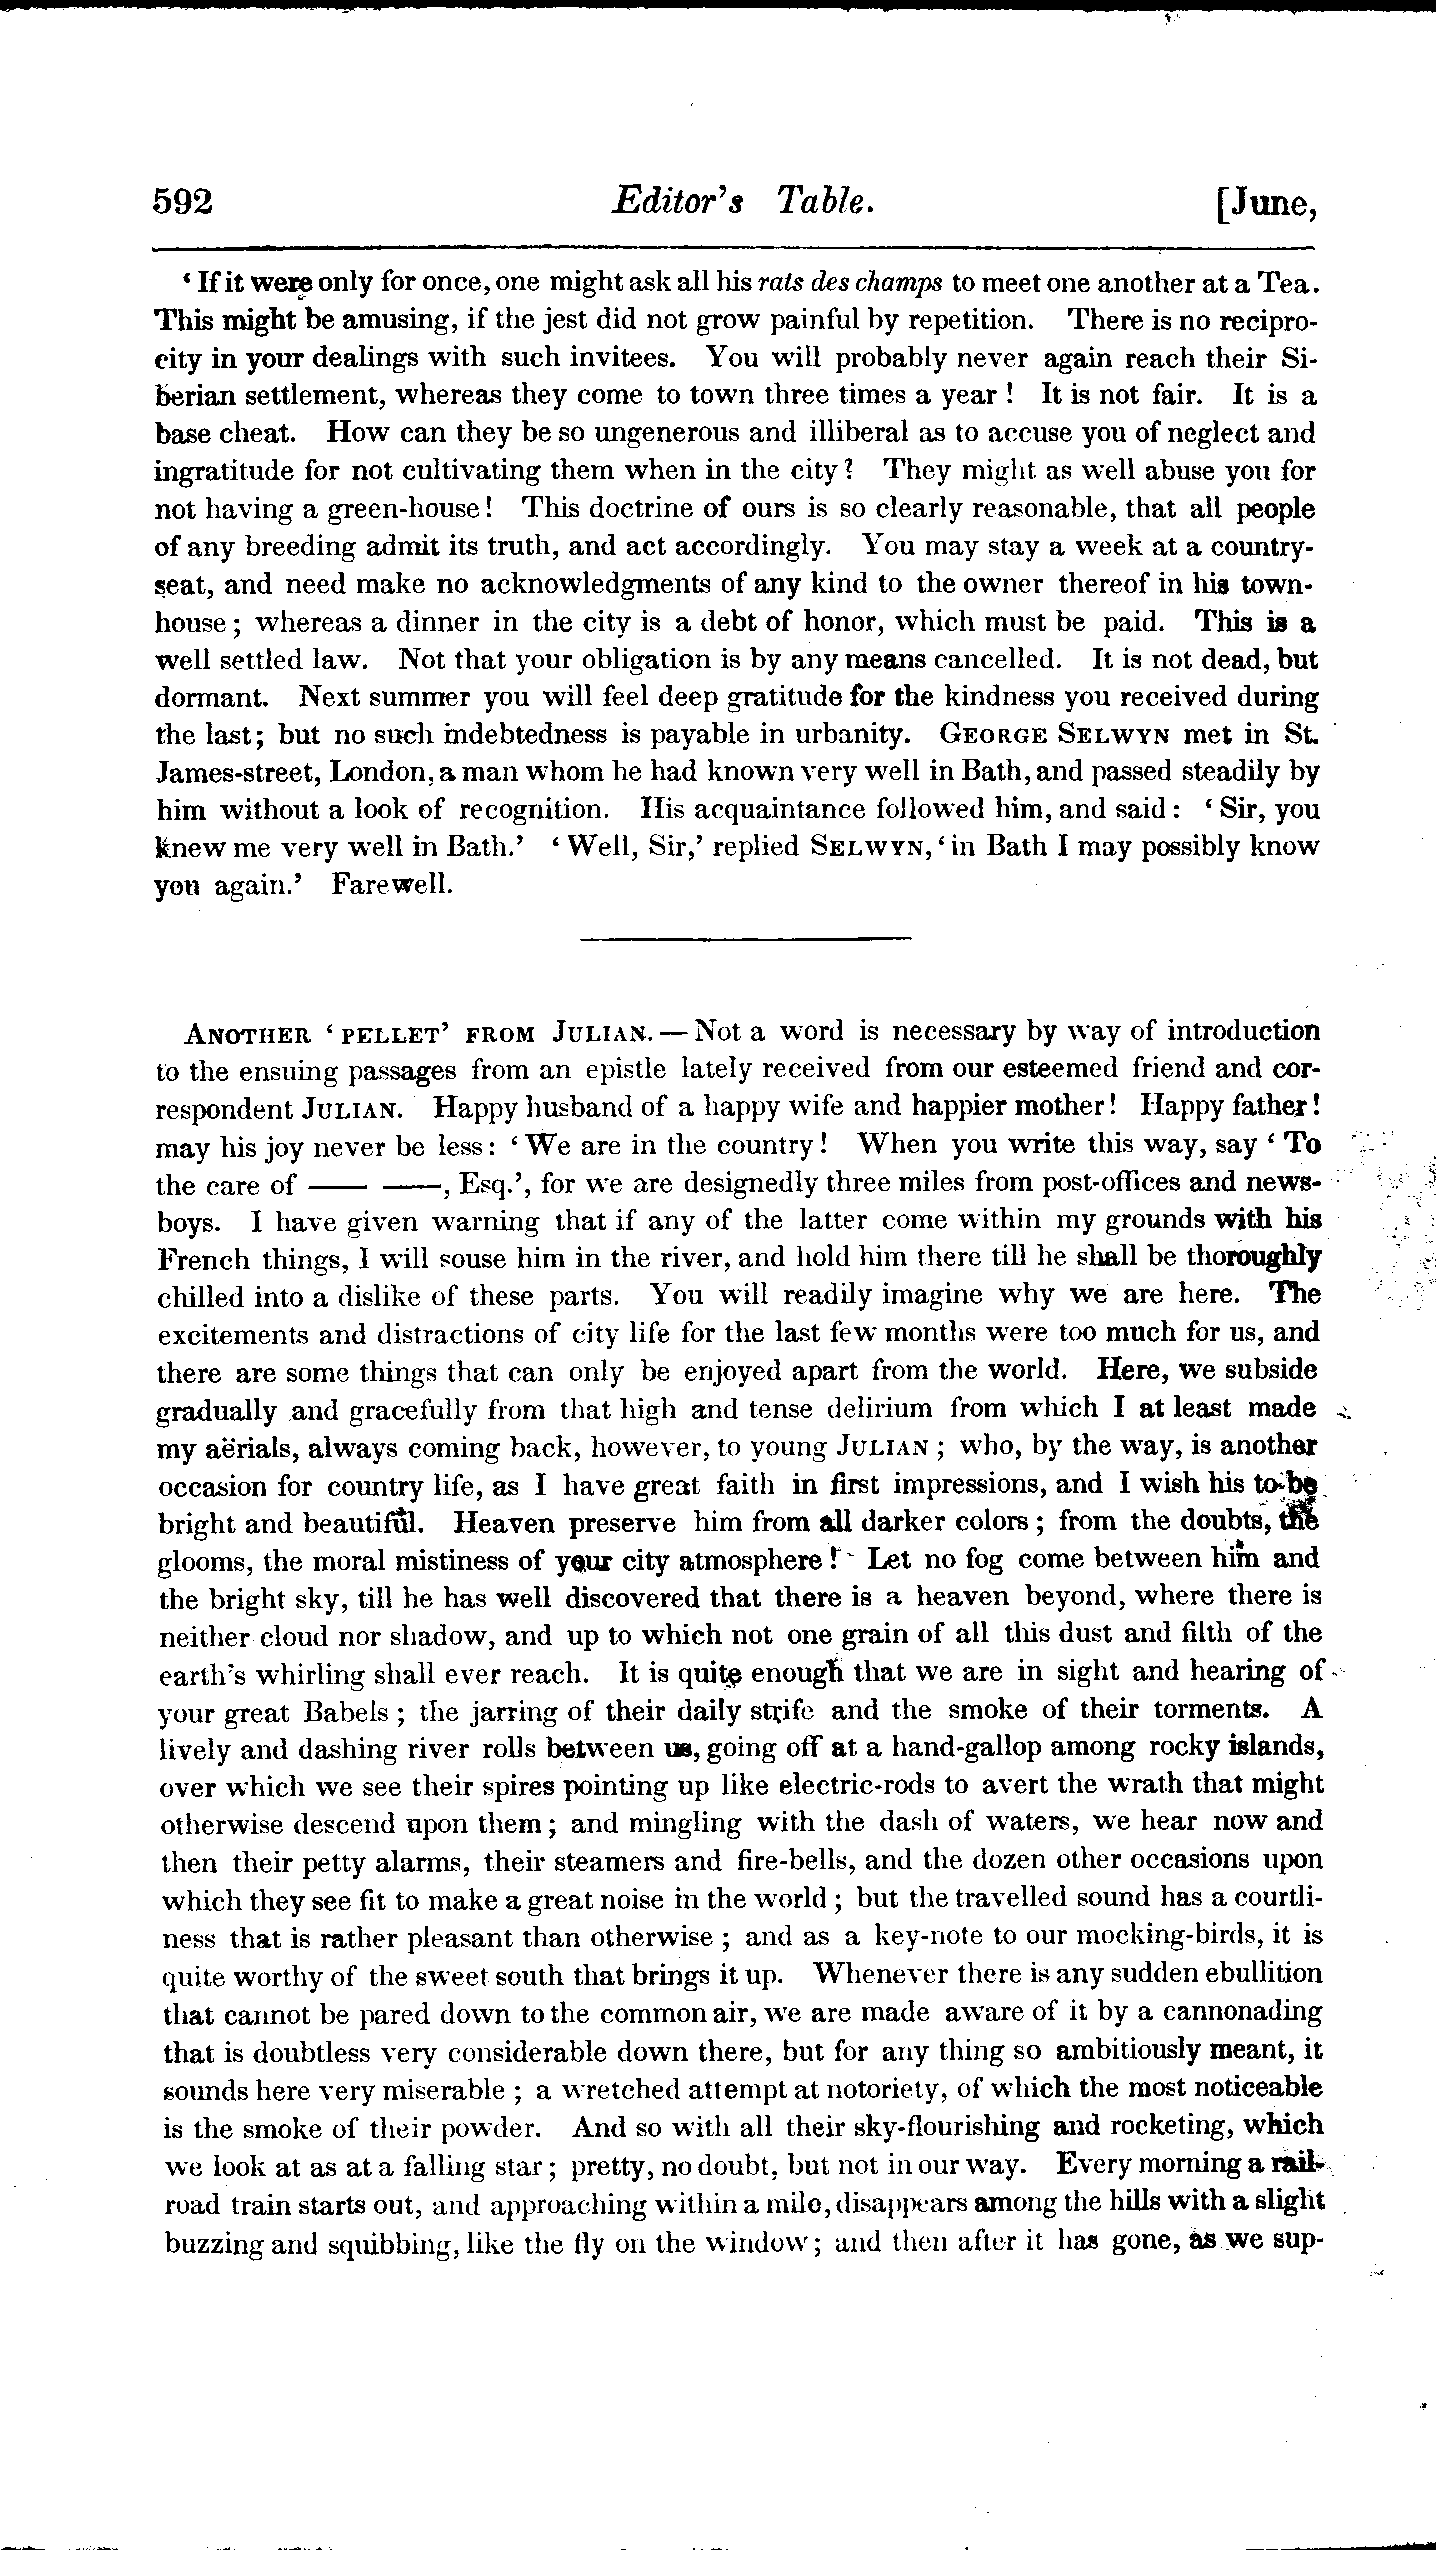 592 Editor's Table. [June,
‘If it were only for once, one might ask all his rats des champs to meet one another at a Tea.
This might be amusing, if the jest did not grow painful by repetition. There is no recipro-
city in your dealings with such invitees. You will probably never again reach their Si-
berian settlement, whereas they come to town three times a year! It is not fair. It is a
base cheat. How can they be so ungenerous and illiberal as to accuse you of neglect and
ingratitude for not cultivating them when in the city? They might as well abuse you for
not having a green-house! This doctrine of ours is so clearly reasonable, that all people
of any breeding admit its truth, and act accordingly. You may stay a week at a country-
seat, and need make no acknowledgments of any kind to the owner thereof in his town-
house; whereas a dinner in the city is a debt of honor, which must be paid. This is a
well settled law. Not that your obligation is by any means cancelled. It is not dead, but
dormant. Next summer you will feel deep gratitude for the kindness you received during
the last; but no such indebtedness is payable in urbanity. GEORGE SELWYN met in St.
James-street, London, a man whom he had known very well in Bath, and passed steadily by
him without a look of recognition. His acquaintance followed him, and said: ‘Sir, you
knew me very well in Bath.’ ‘Well, Sir,’ replied SELWYN, ‘in Bath I may possibly know
you again.’ Farewell.
ANOTHER ‘PELLET’ FROM JULIAN. — Not a word is necessary by way of introduction
to the ensuing passages from an epistle lately received from our esteemed friend and cor-
respondent JULIAN. Happy husband of a happy wife and happier mother! Happy father!
may his joy never be less: ‘We are in the country! When you write this way, say ‘To
the care of —— ——, Esq.’, for we are designedly three miles from post-offices and news-
boys. I have given warning that if any of the latter come within my grounds with his
French things, I will souse him in the river, and hold him there till he shall be thoroughly
chilled into a dislike of these parts. You will readily imagine why we are here. The
excitements and distractions of city life for the last few months were too much for us, and
there are some things that can only be enjoyed apart from the world. Here, we subside
gradually and gracefully from that high and tense delirium from which I at least made
my aërials, always coming back, however, to young JULIAN; who, by the way, is another
occasion for country life, as I have great faith in first impressions, and I wish his to be
bright and beautiful. Heaven preserve him from all darker colors; from the doubts, the
glooms, the moral mistiness of your city atmosphere! Let no fog come between him and
the bright sky, till he has well discovered that there is a heaven beyond, where there is
neither cloud nor shadow, and up to which not one grain of all this dust and filth of the
earth's whirling shall ever reach. It is quite enough that we are in sight and hearing of
your great Babels; the jarring of their daily strife and the smoke of their torments. A
lively and dashing river rolls between us, going off at a hand-gallop among rocky islands,
over which we see their spires pointing up like electric-rods to avert the wrath that might
otherwise descend upon them; and mingling with the dash of waters, we hear now and
then their petty alarms, their steamers and fire-bells, and the dozen other occasions upon
which they see fit to make a great noise in the world; but the travelled sound has a courtli-
ness that is rather pleasant than otherwise; and as a key-note to our mocking-birds, it is
quite worthy of the sweet south that brings it up. Whenever there is any sudden ebullition
that cannot be pared down to the common air, we are made aware of it by a cannonading
that is doubtless very considerable down there, but for any thing so ambitiously meant, it
sounds here very miserable; a wretched attempt at notoriety, of which the most noticeable
is the smoke of their powder. And so with all their sky-flourishing and rocketing, which
we look at as at a falling star; pretty, no doubt, but not in our way. Every morning a rail-
road train starts out, and approaching within a mile, disappears among the hills with a slight
buzzing and squibbing, like the fly on the window; and then after it has gone, as we sup-